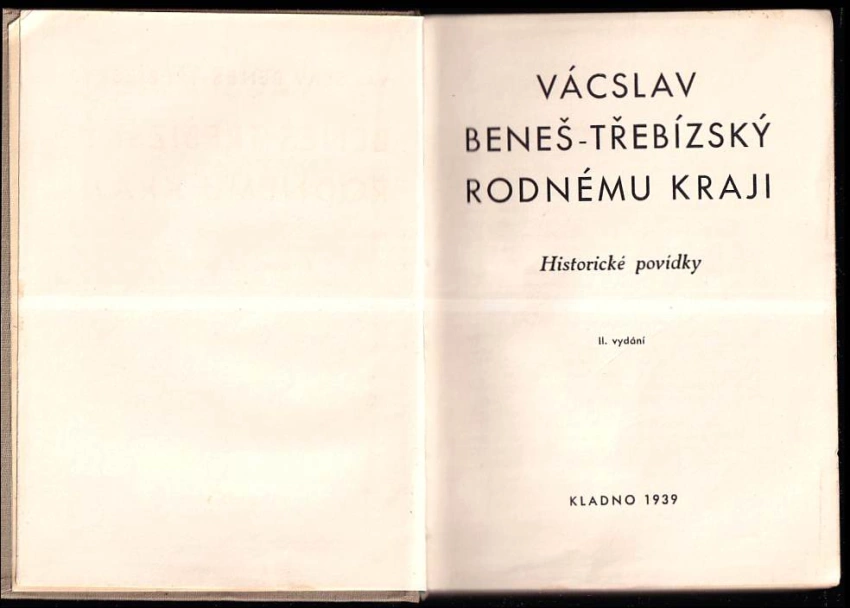 VÁCSLAV
BENEŠ-TŘEBÍZSKÝ
RODNÉMU KRAJI
Historické povídky
II. vydání
KLADNO 1939